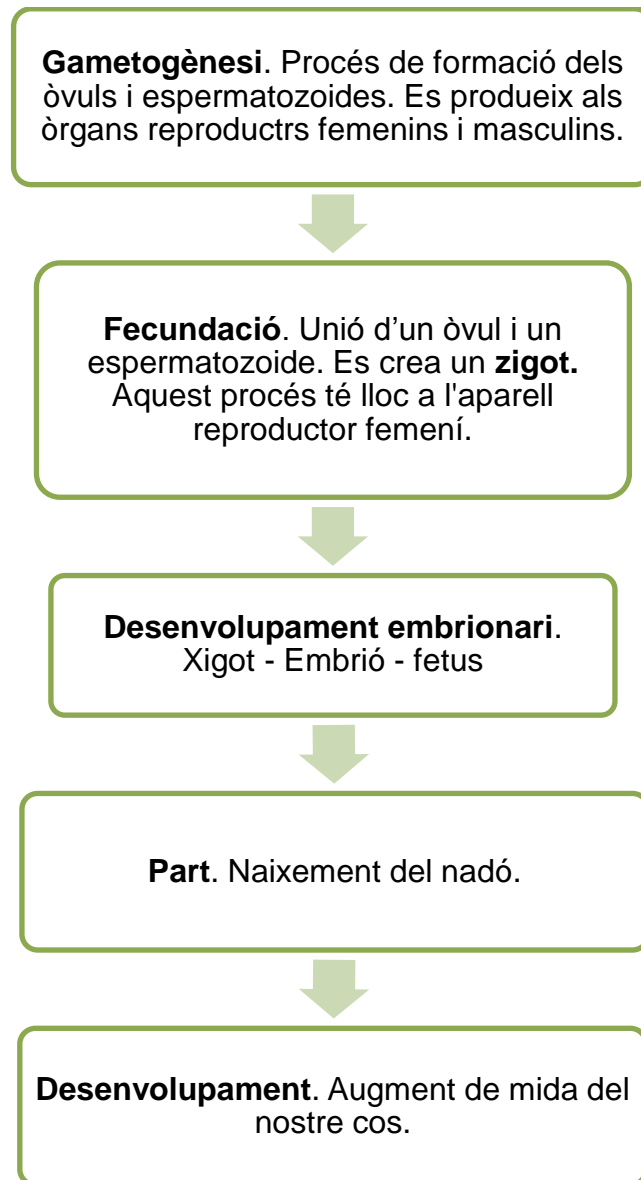 Gametogènesi. Procés de formació dels
òvuls i espermatozoides. Es produeix als
òrgans reproductrs femenins i masculins.
Fecundació. Unió d’un òvul i un
espermatozoide. Es crea un zigot.
Aquest procés té lloc a l'aparell
reproductor femení.
Desenvolupament embrionari.
Xigot - Embrió - fetus
Part. Naixement del nadó.
Desenvolupament. Augment de mida del
nostre cos.